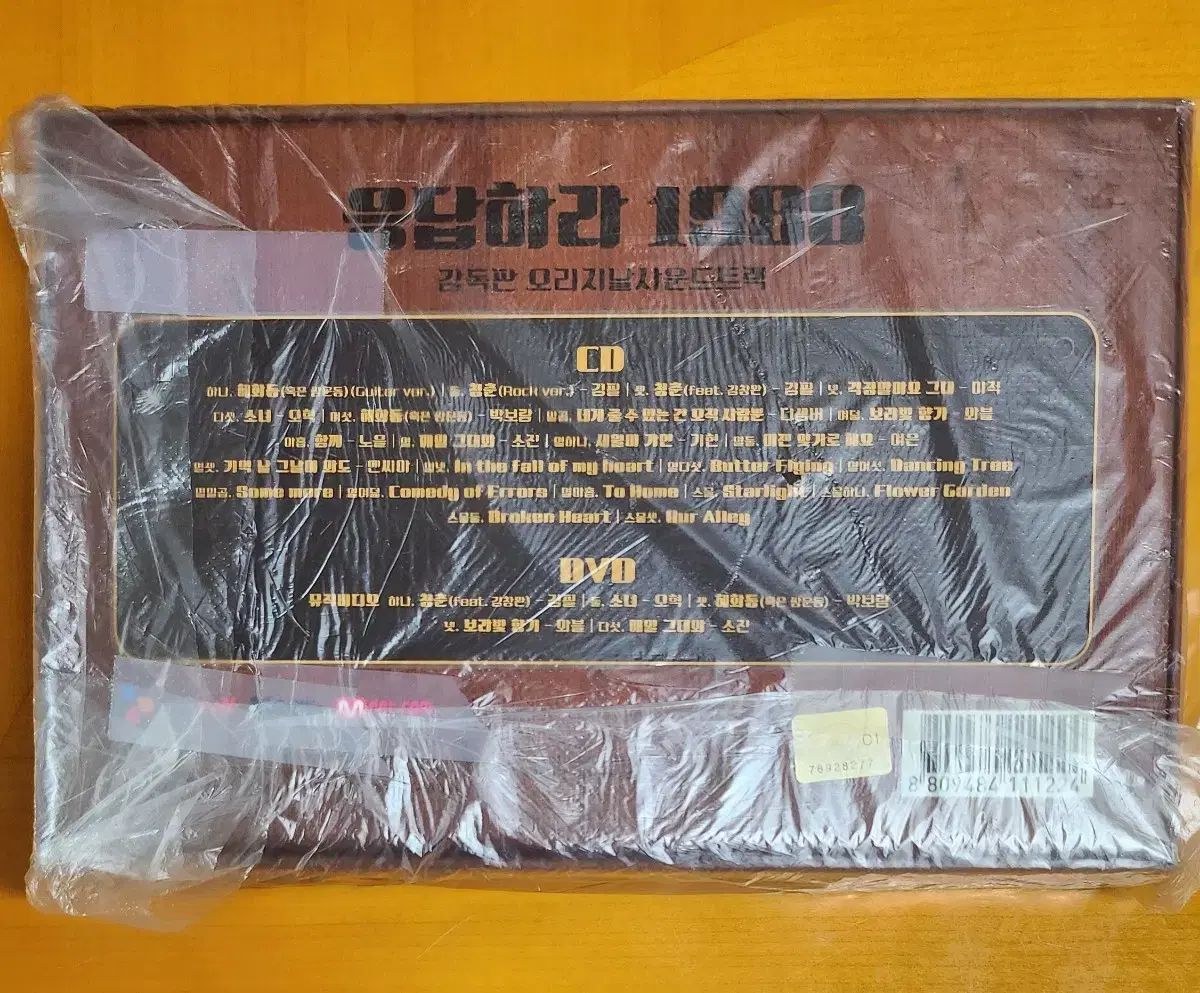 응답하라 1988
감독판 오리지날사운드트랙
CD
하나. 혜화동(혹은 쌍문동)(Guitar ver.) | 둘. 청춘(Rock ver.) - 김필 | 셋. 청춘(feat. 김창완) - 김필 | 넷. 걱정말아요 그대 - 이적
다섯. 소녀 - 오혁 | 여섯. 혜화동(혹은 쌍문동) - 박보람 | 일곱. 네게 줄 수 있는 건 오직 사랑뿐 - 디셈버 | 여덟. 보라빛 향기 - 와블
아홉. 함께 - 노을 | 열. 매일 그대와 - 소진 | 열하나. 세월이 가면 - 기현 | 열둘. 이젠 잊기로 해요 - 여은
열셋. 기억 날 그날이 와도 - 앤씨아 | 열넷. In the fall of my heart | 열다섯. Butter Flying | 열여섯. Dancing Tree
열일곱. Some more | 열여덟. Comedy of Errors | 열아홉. To Home | 스물. Starlight | 스물하나. Flower Garden
스물둘. Broken Heart | 스물셋. Our Alley
DVD
뮤직비디오 하나. 청춘(feat. 김창완) - 김필 | 둘. 소녀 - 오혁 | 셋. 혜화동(혹은 쌍문동) - 박보람
넷. 보라빛 향기 - 와블 | 다섯. 매일 그대와 - 소진
01
78928277
8 809484 111224